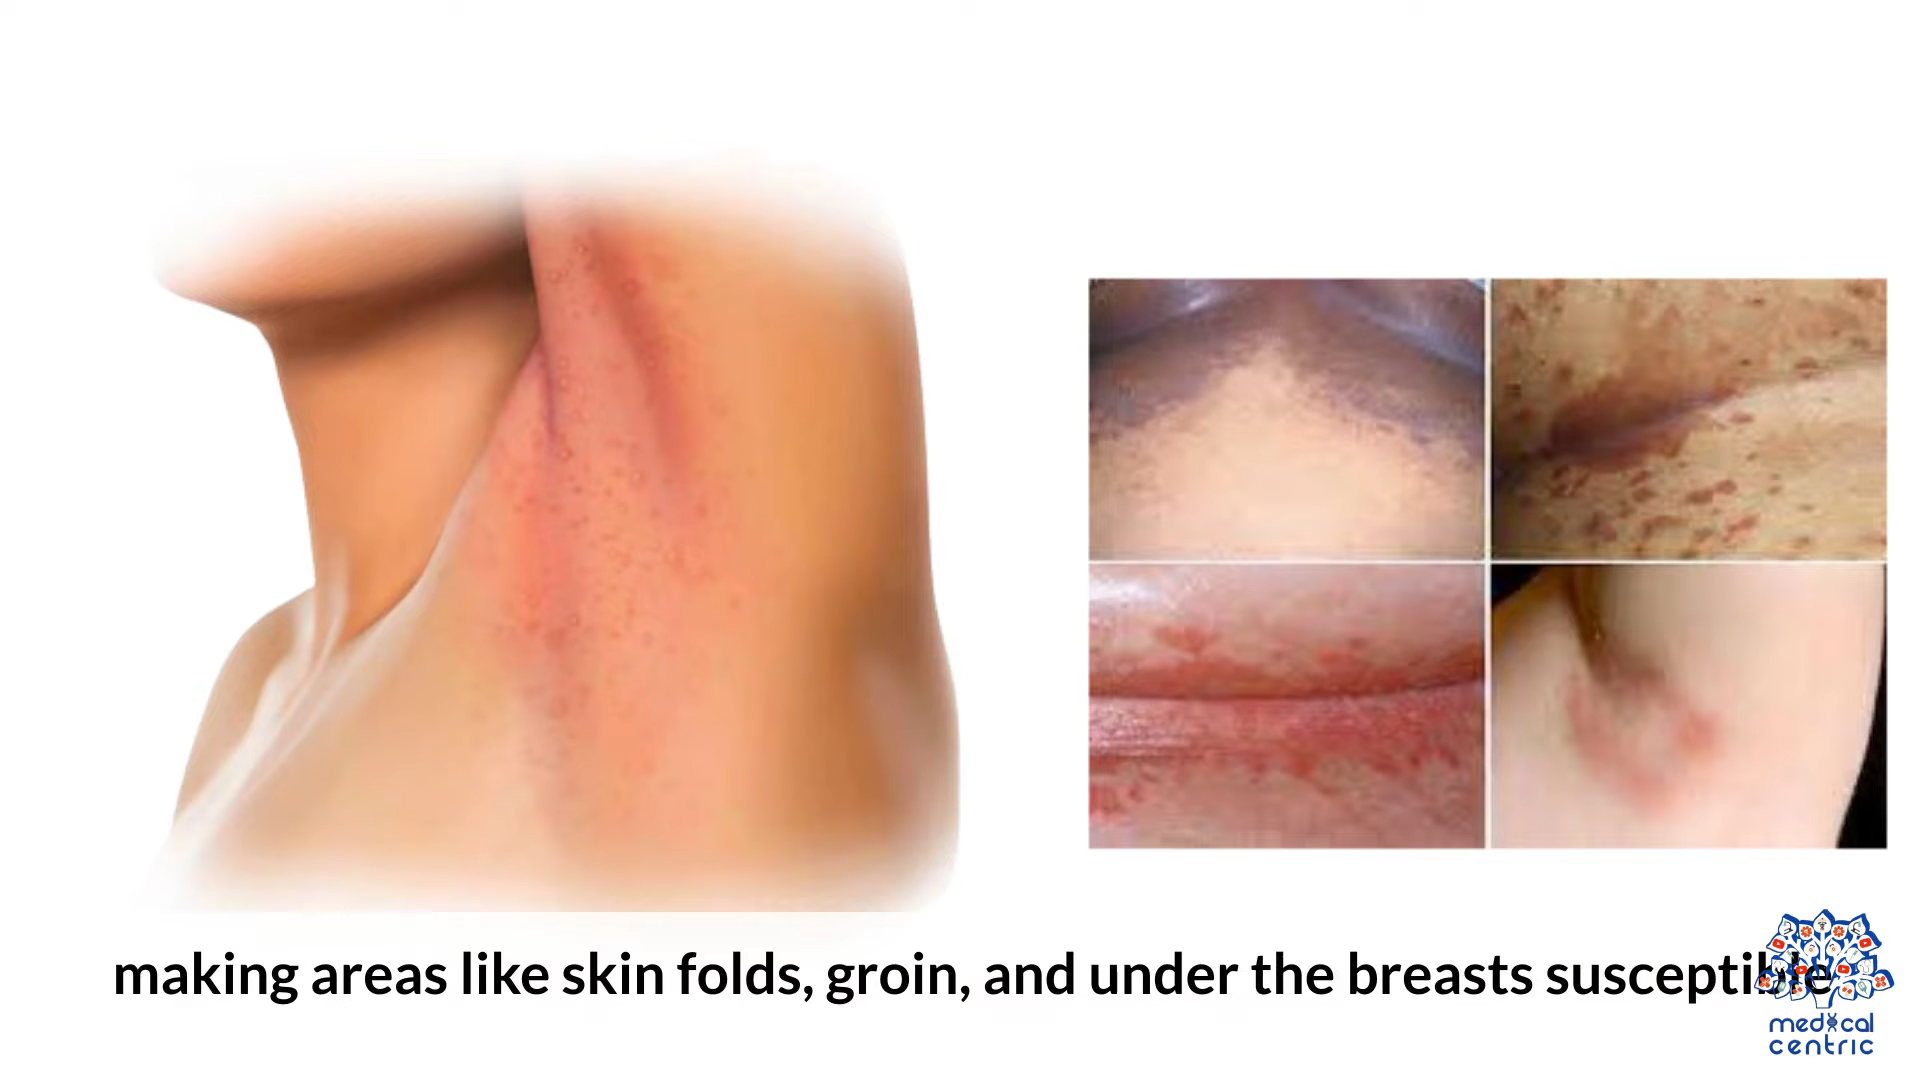 making areas like skin folds, groin, and under the breasts susceptible
medical
centric